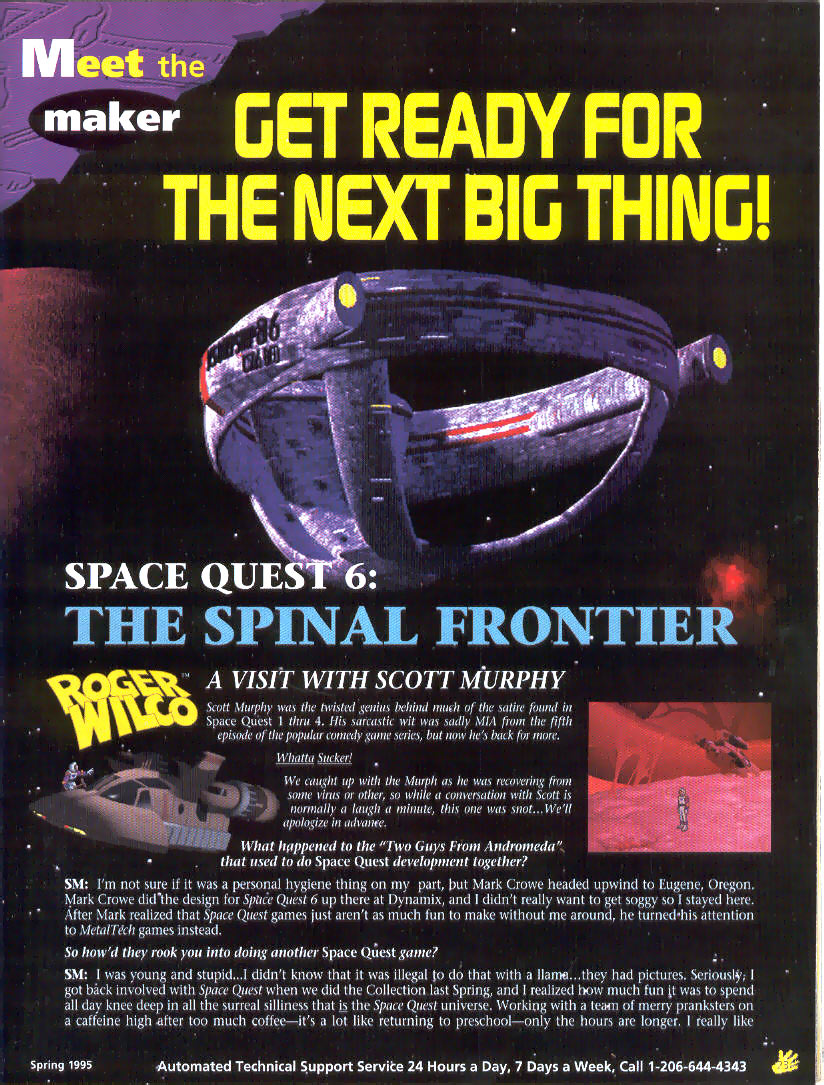 Meet the
maker
GET READY FOR
THE NEXT BIG THING!
SPACE QUEST 6:
THE SPINAL FRONTIER
ROGER
WILCO™
A VISIT WITH SCOTT MURPHY
Scott Murphy was the twisted genius behind much of the satire found in
Space Quest 1 thru 4. His sarcastic wit was sadly MIA from the fifth
episode of the popular comedy game series, but now he's back for more.
Whatta Sucker!
We caught up with the Murph as he was recovering from
some virus or other, so while a conversation with Scott is
normally a laugh a minute, this one was snot...We'll
apologize in advance.
What happened to the "Two Guys From Andromeda"
that used to do Space Quest development together?
SM: I'm not sure if it was a personal hygiene thing on my part, but Mark Crowe headed upwind to Eugene, Oregon.
Mark Crowe did the design for Space Quest 6 up there at Dynamix, and I didn't really want to get soggy so I stayed here.
After Mark realized that Space Quest games just aren't as much fun to make without me around, he turned his attention
to MetalTech games instead.
So how'd they rook you into doing another Space Quest game?
SM: I was young and stupid...I didn't know that it was illegal to do that with a llama...they had pictures. Seriously, I
got back involved with Space Quest when we did the Collection last Spring, and I realized how much fun it was to spend
all day knee deep in all the surreal silliness that is the Space Quest universe. Working with a team of merry pranksters on
a caffeine high after too much coffee—it's a lot like returning to preschool—only the hours are longer. I really like
Spring 1995
Automated Technical Support Service 24 Hours a Day, 7 Days a Week, Call 1-206-644-4343